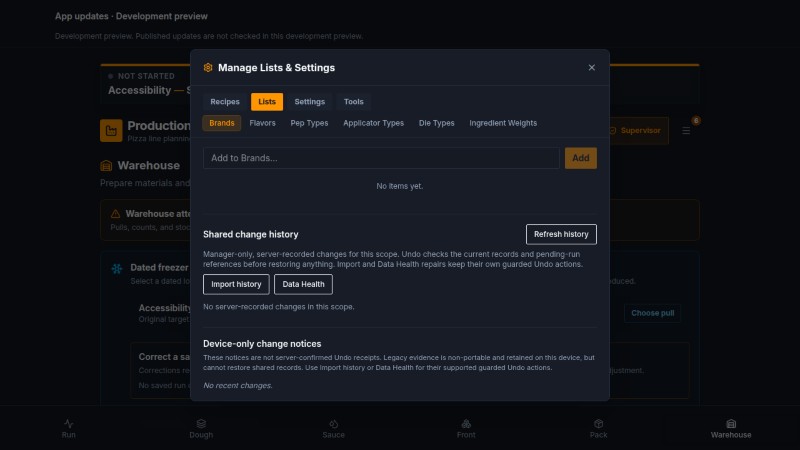 App updates · Development preview
Development preview. Published updates are not checked in this development preview.
NOT STARTED
Accessibility — S
Production
Pizza line planning
Supervisor
6
Warehouse
Prepare materials and
Warehouse atte
Pulls, counts, and stoc
Dated freezer
Select a dated lo
oduced.
Accessibility
Original target
Choose pull
Correct a sa
Corrections re
djustment.
No saved run c
Manage Lists & Settings
Recipes
Lists
Settings
Tools
Brands
Flavors
Pep Types
Applicator Types
Die Types
Ingredient Weights
Add to Brands...
Add
No items yet.
Shared change history
Refresh history
Manager-only, server-recorded changes for this scope. Undo checks the current records and pending-run
references before restoring anything. Import and Data Health repairs keep their own guarded Undo actions.
Import history
Data Health
No server-recorded changes in this scope.
Device-only change notices
These notices are not server-confirmed Undo receipts. Legacy evidence is non-portable and retained on this device, but
cannot restore shared records. Use Import history or Data Health for their supported guarded Undo actions.
No recent changes.
Run
Dough
Sauce
Front
Pack
Warehouse